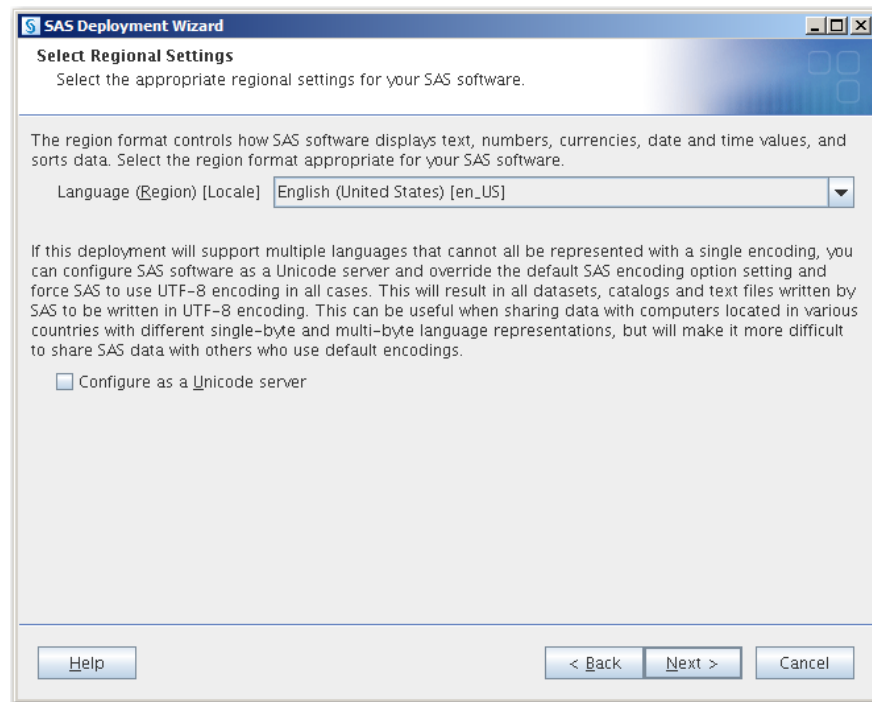 SAS Deployment Wizard
Select Regional Settings
Select the appropriate regional settings for your SAS software.
The region format controls how SAS software displays text, numbers, currencies, date and time values, and
sorts data. Select the region format appropriate for your SAS software.
Language (Region) [Locale] English (United States) [en_US]
If this deployment will support multiple languages that cannot all be represented with a single encoding, you
can configure SAS software as a Unicode server and override the default SAS encoding option setting and
force SAS to use UTF-8 encoding in all cases. This will result in all datasets, catalogs and text files written by
SAS to be written in UTF-8 encoding. This can be useful when sharing data with computers located in various
countries with different single-byte and multi-byte language representations, but will make it more difficult
to share SAS data with others who use default encodings.
Configure as a Unicode server
Help < Back Next > Cancel